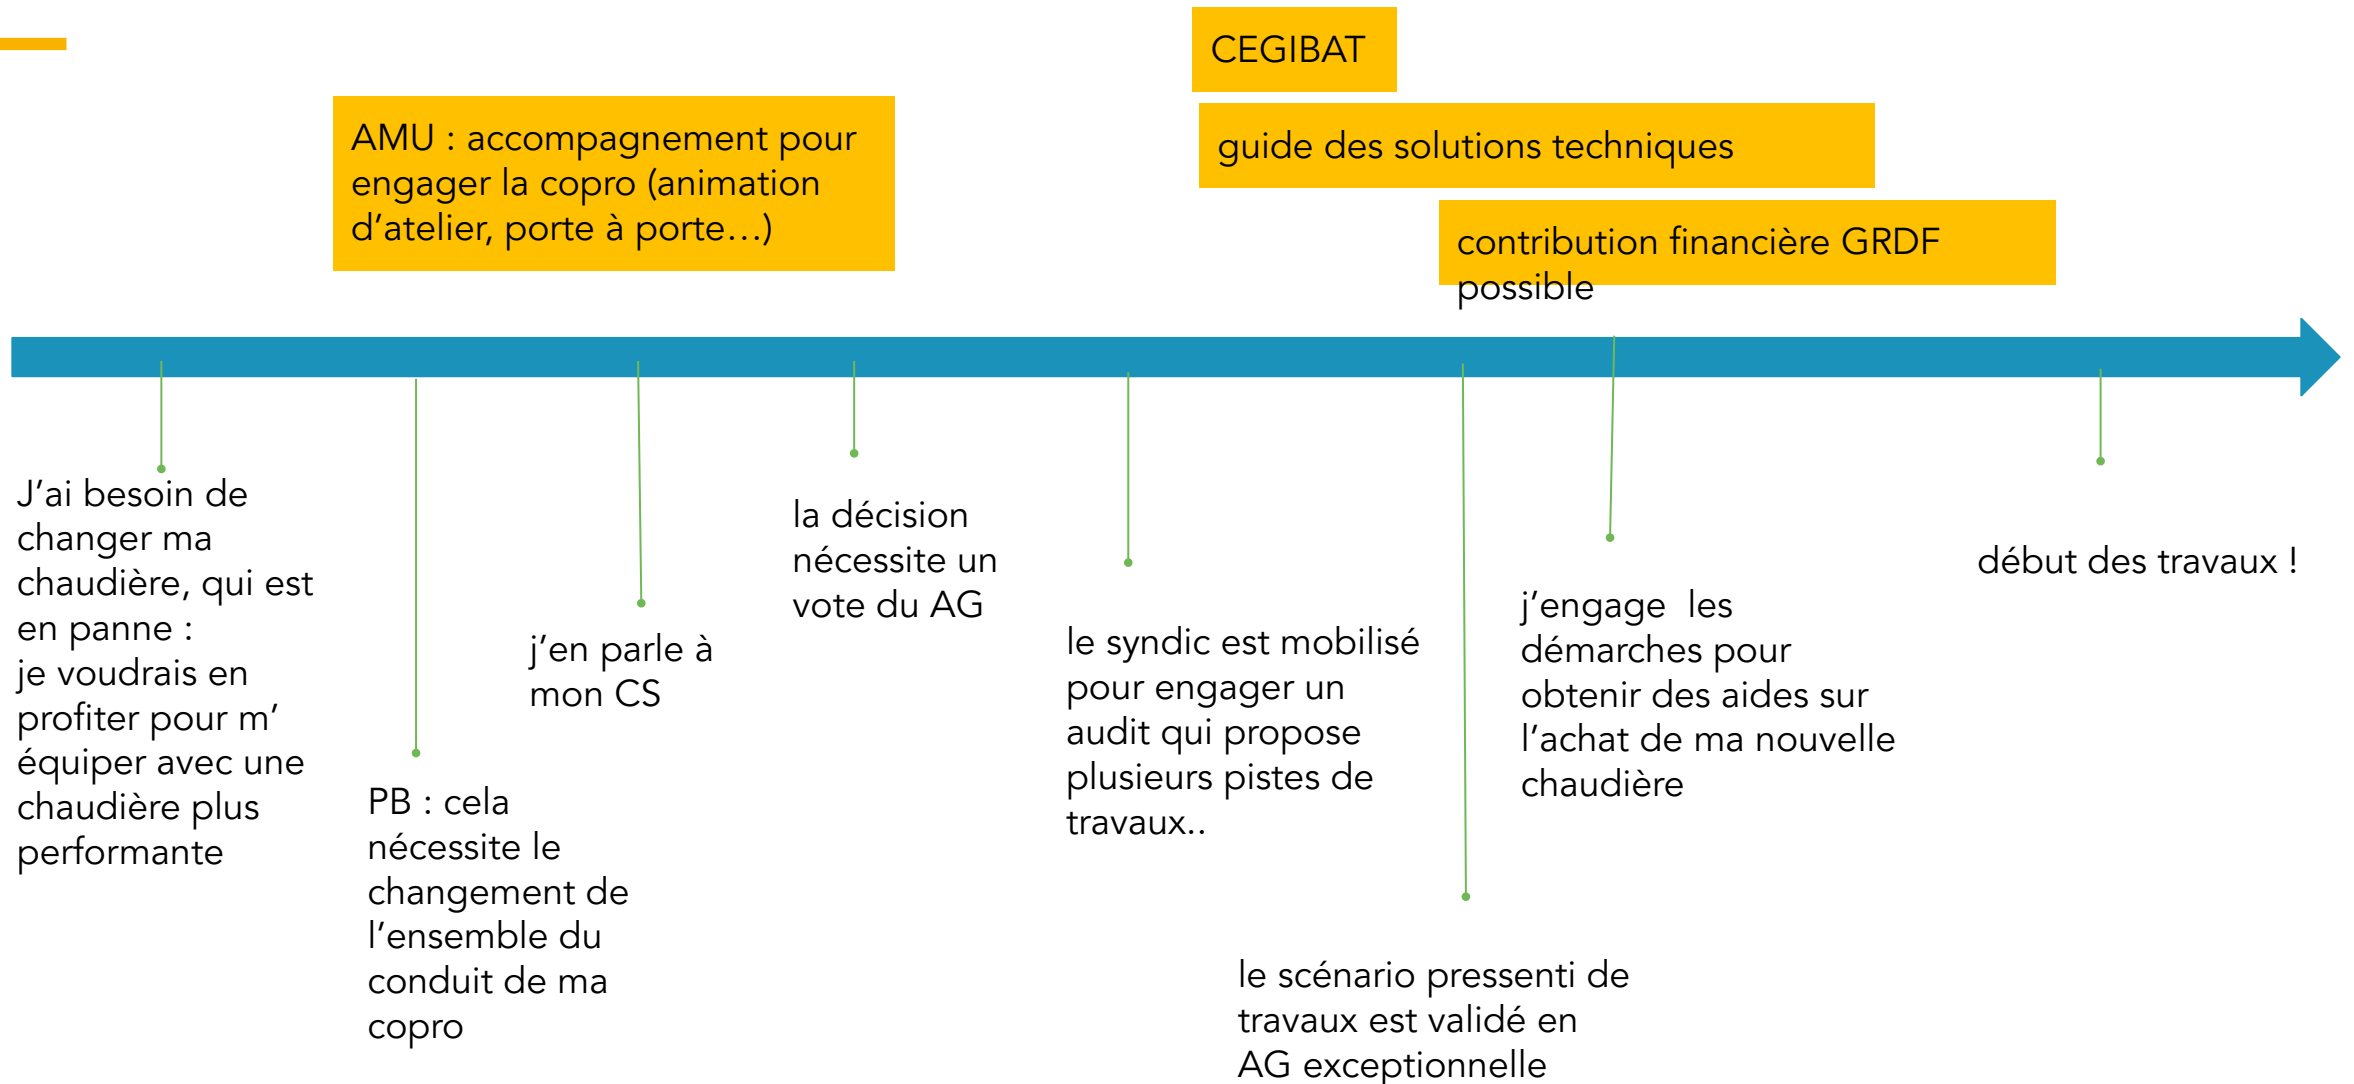 CEGIBAT
AMU : accompagnement pour
engager la copro (animation
d’atelier, porte à porte…)
guide des solutions techniques
contribution financière GRDF
possible
J’ai besoin de
changer ma
chaudière, qui est
en panne :
je voudrais en
profiter pour m’
équiper avec une
chaudière plus
performante
PB : cela
nécessite le
changement de
l’ensemble du
conduit de ma
copro
j’en parle à
mon CS
la décision
nécessite un
vote du AG
le syndic est mobilisé
pour engager un
audit qui propose
plusieurs pistes de
travaux..
le scénario pressenti de
travaux est validé en
AG exceptionnelle
j’engage  les
démarches pour
obtenir des aides sur
l’achat de ma nouvelle
chaudière
début des travaux !